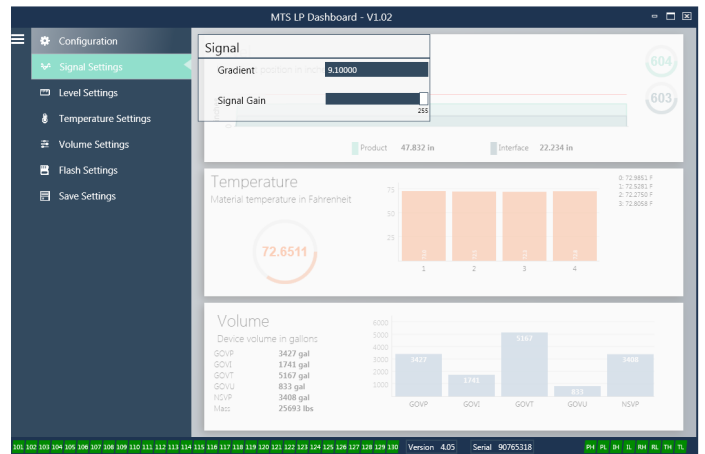 MTS LP Dashboard - V1.02
Configuration
Signal Settings
Level Settings
Temperature Settings
Volume Settings
Flash Settings
Save Settings
Signal
Gradient 9.10000
Signal Gain
255
604
603
Product 47.832 in
Interface 22.234 in
Temperature
Material temperature in Fahrenheit
72.6511
75
50
25
1 2 3 4
0: 72.9851 F
1: 72.5281 F
2: 72.2750 F
3: 72.8058 F
Volume
Device volume in gallons
GOVP 3427 gal
GOVI 1741 gal
GOVT 5167 gal
GOVU 833 gal
NSVP 3408 gal
Mass 25693 lbs
6000
5000
4000
3000
2000
1000
3427
1741
5167
833
3408
GOVP GOVI GOVT GOVU NSVP
101 102 103 104 105 106 107 108 109 110 111 112 113 114 115 116 117 118 119 120 121 122 123 124 125 126 127 128 129 130 Version 4.05 Serial 90765318 PH PL IH IL RH RL TH TL